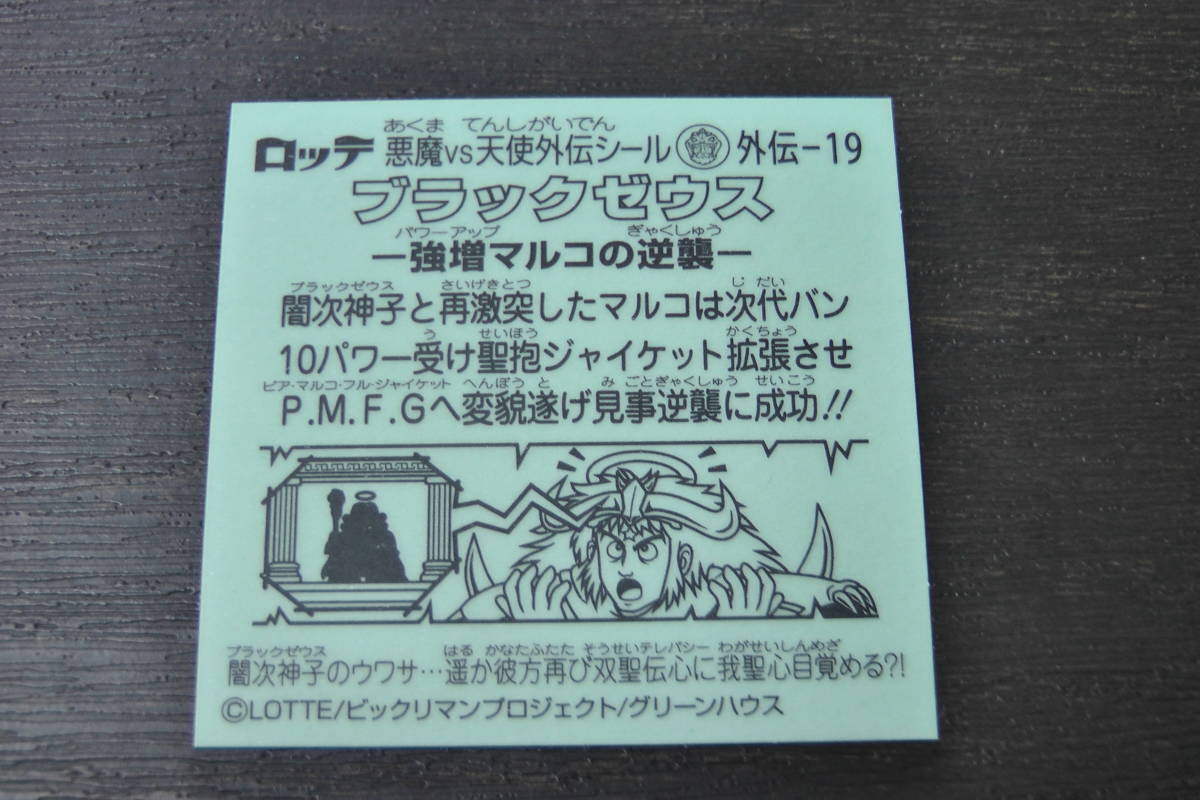 あくま てんしがいでん
ロッテ 悪魔VS天使外伝シール 外伝-19
ブラックゼウス
パワーアップ ぎゃくしゅう
―強増マルコの逆襲―
ブラックゼウス さいげきとつ じだい
闇次神子と再激突したマルコは次代バン
う せいほう かくちょう
10パワー受け聖抱ジャイケット拡張させ
ピア・マルコ・フル・ジャイケット へんぼうと みごとぎゃくしゅう せいこう
P.M.F.Gへ変貌遂げ見事逆襲に成功!!
ブラックゼウス はる かなたふたた そうせいテレパシー わがせいしんめざ
闇次神子のウワサ…遥か彼方再び双聖伝心に我聖心目覚める?!
©LOTTE/ビックリマンプロジェクト/グリーンハウス